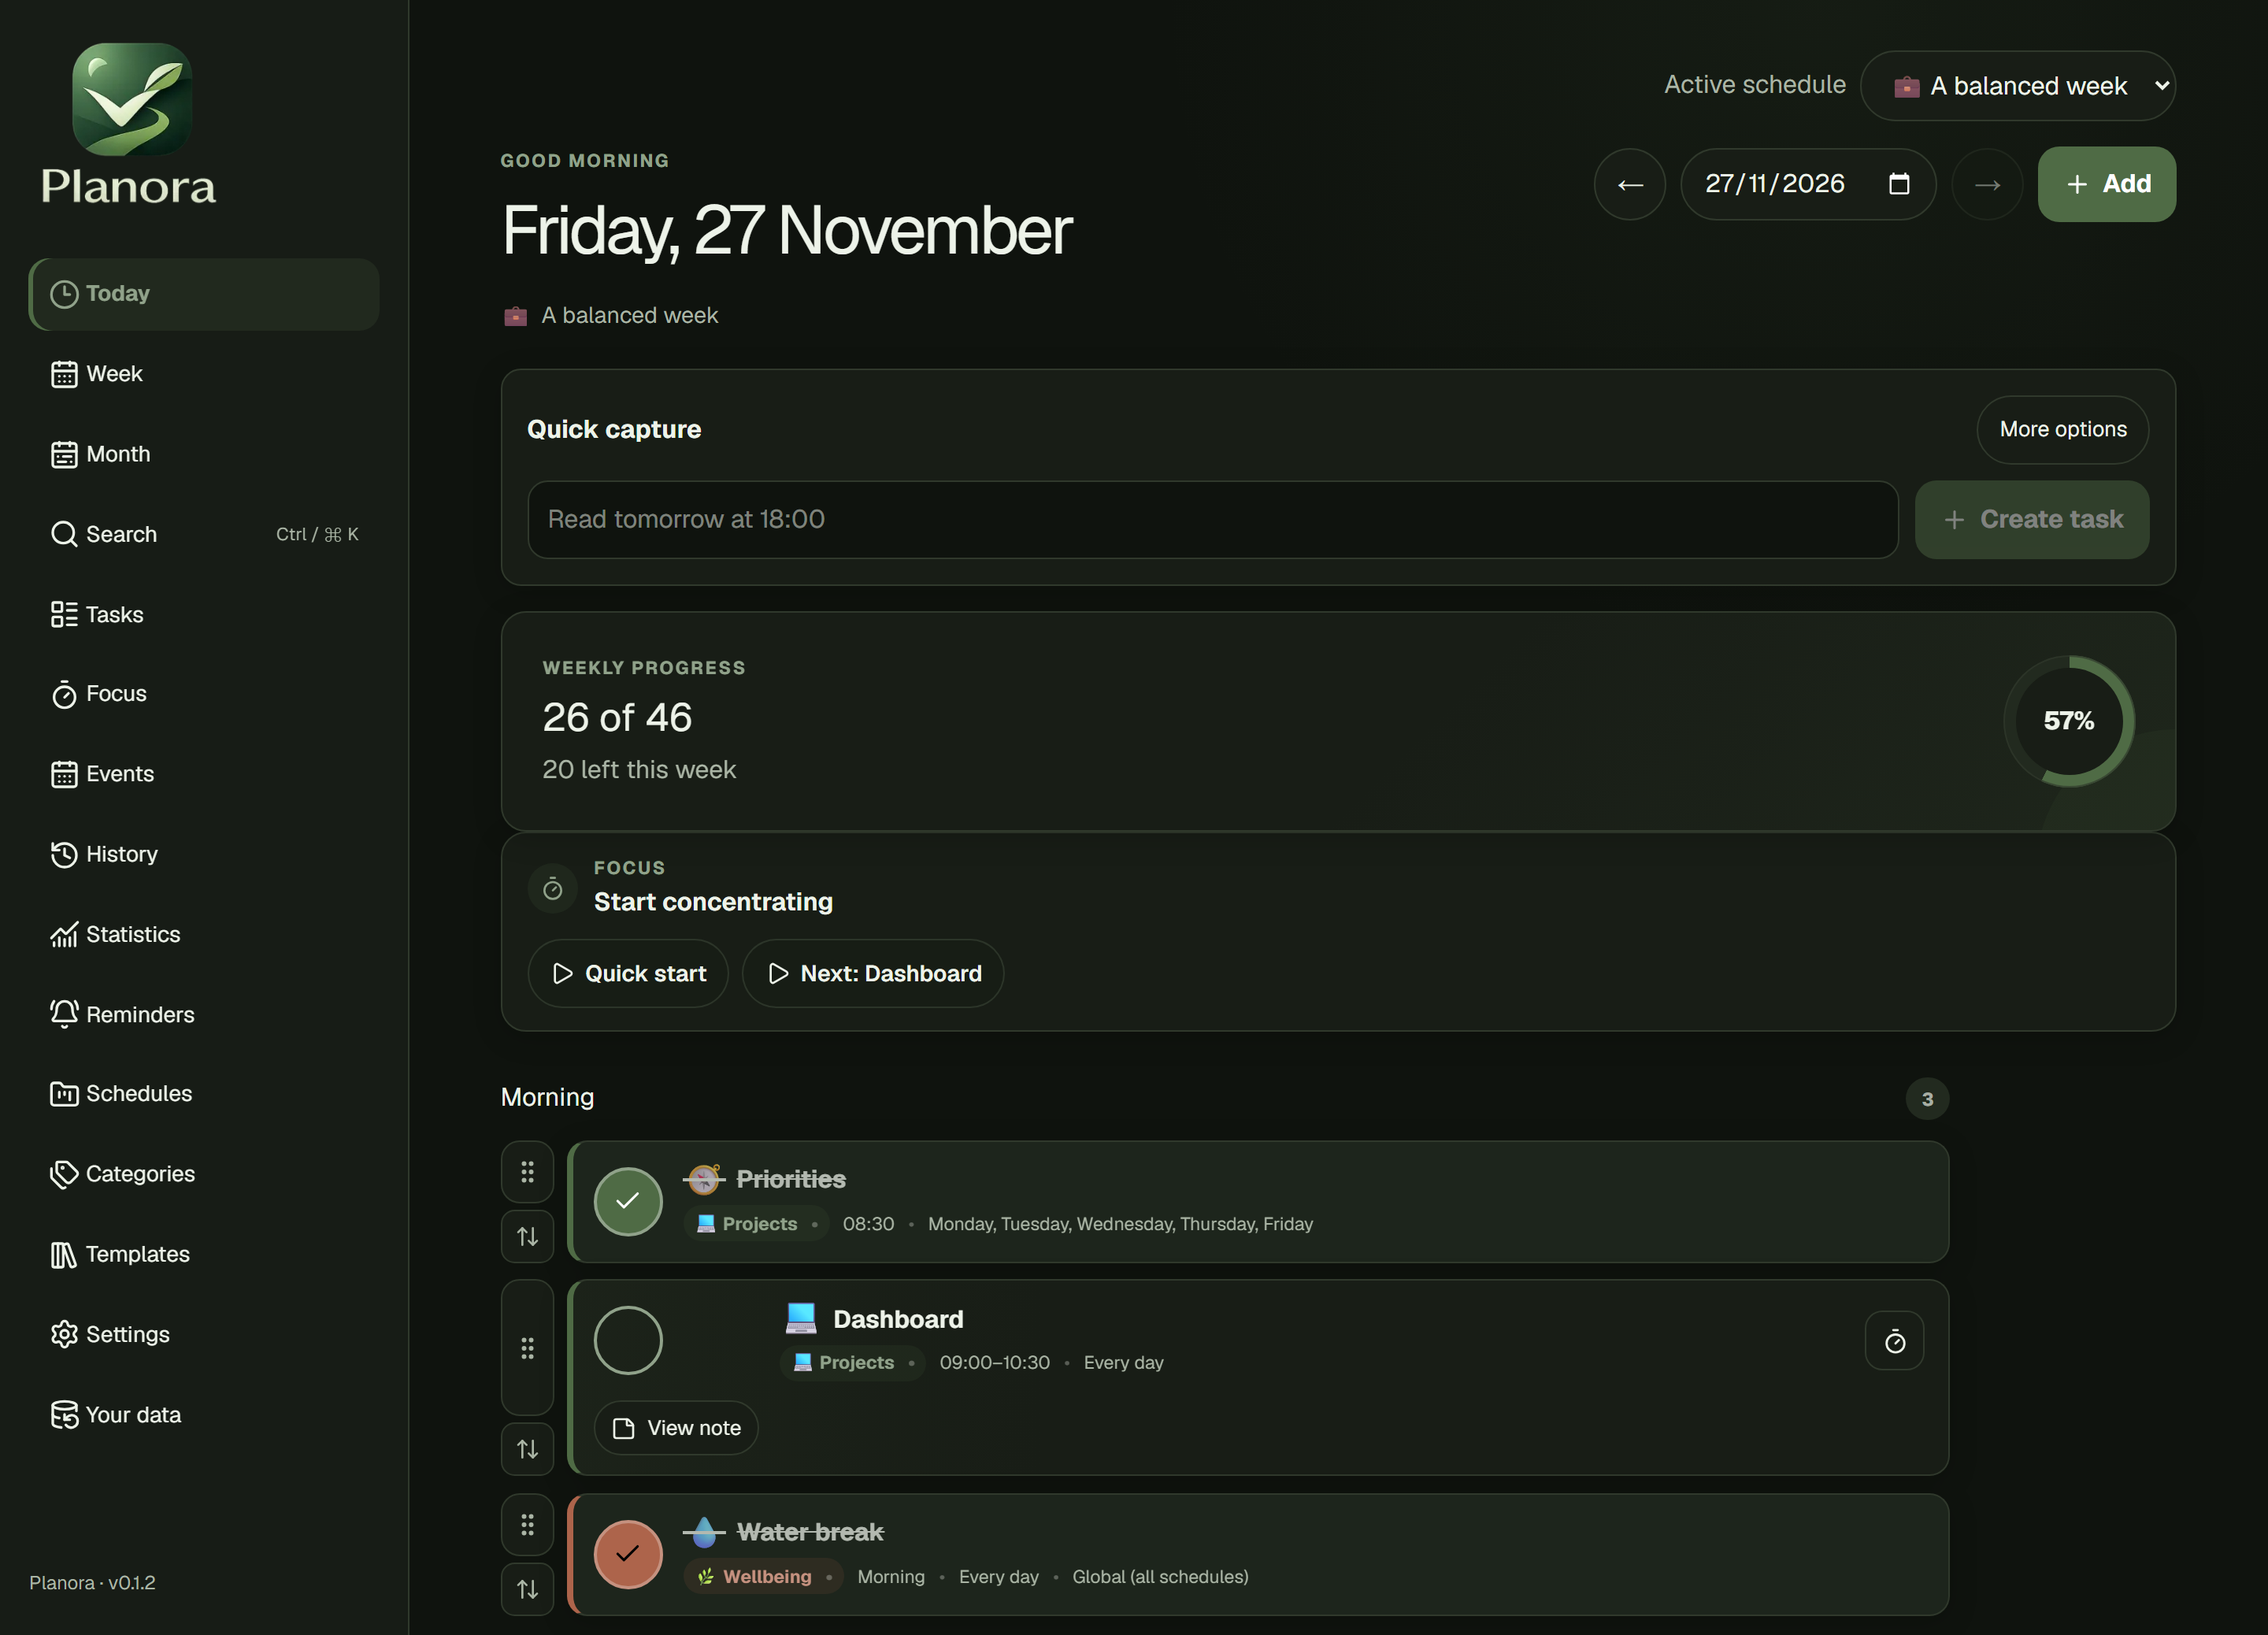 Planora
Today
Week
Month
Search Ctrl / ⌘ K
Tasks
Focus
Events
History
Statistics
Reminders
Schedules
Categories
Templates
Settings
Your data
Planora · v0.1.2
Active schedule A balanced week
GOOD MORNING
Friday, 27 November
27/11/2026
+ Add
A balanced week
Quick capture
More options
Read tomorrow at 18:00
+ Create task
WEEKLY PROGRESS
26 of 46
20 left this week
57%
FOCUS
Start concentrating
Quick start
Next: Dashboard
Morning 3
Priorities
Projects • 08:30 • Monday, Tuesday, Wednesday, Thursday, Friday
Dashboard
Projects • 09:00–10:30 • Every day
View note
Water break
Wellbeing • Morning • Every day • Global (all schedules)